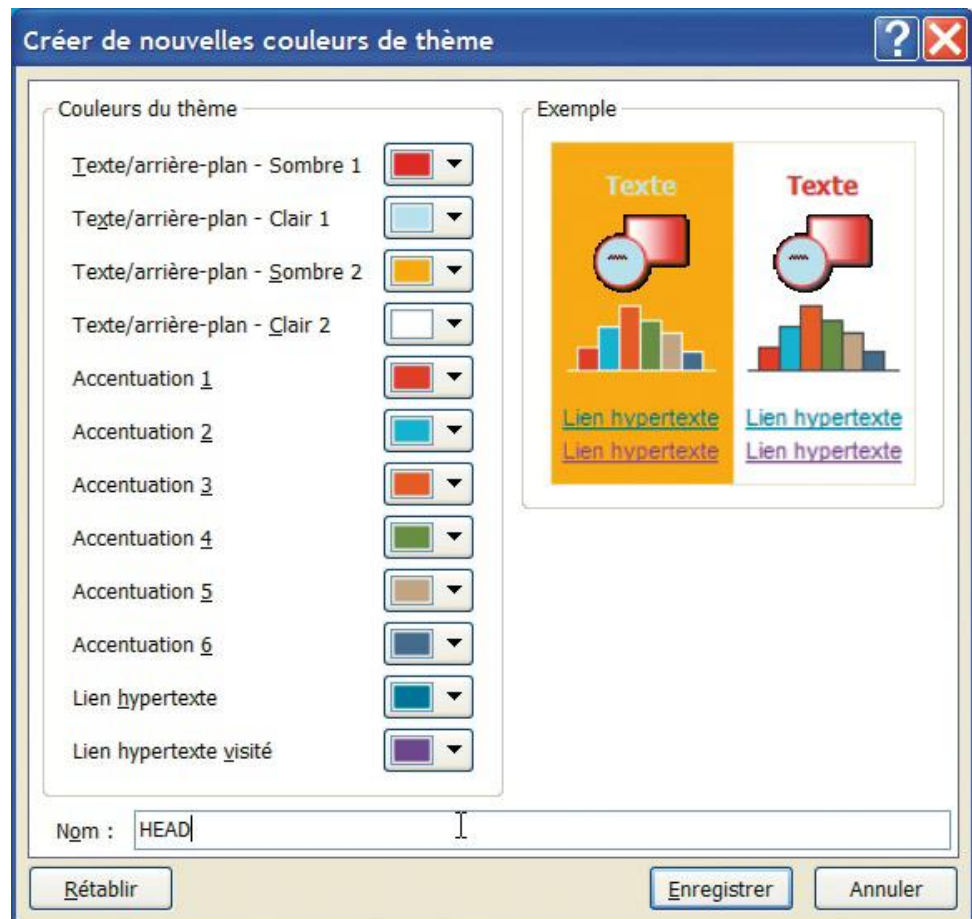 Créer de nouvelles couleurs de thème
Couleurs du thème
Texte/arrière-plan - Sombre 1
Texte/arrière-plan - Clair 1
Texte/arrière-plan - Sombre 2
Texte/arrière-plan - Clair 2
Accentuation 1
Accentuation 2
Accentuation 3
Accentuation 4
Accentuation 5
Accentuation 6
Lien hypertexte
Lien hypertexte visité
Exemple
Texte
Texte
Lien hypertexte
Lien hypertexte
Lien hypertexte
Lien hypertexte
Nom : HEAD
Rétablir
Enregistrer
Annuler